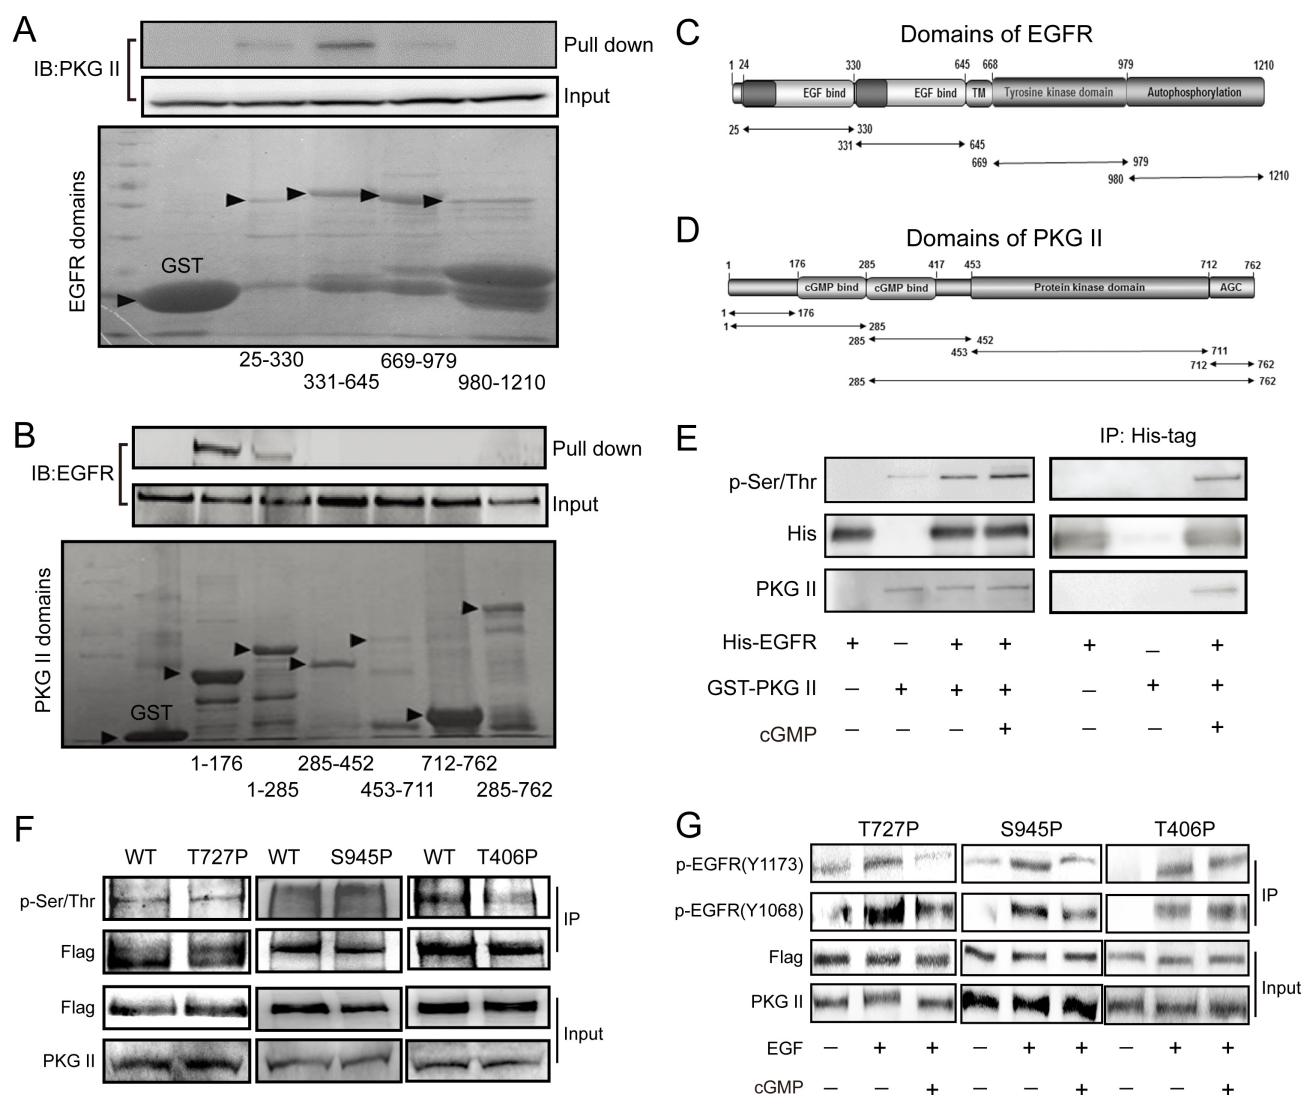 A
IB:PKG II
Pull down
Input
EGFR domains
GST
25-330
669-979
331-645
980-1210
B
IB:EGFR
Pull down
Input
PKG II domains
GST
1-176
285-452
712-762
1-285
453-711
285-762
C
Domains of EGFR
1 24 330 645 668 979 1210
EGF bind EGF bind TM Tyrosine kinase domain Autophosphorylation
25 330
331 645
669 979
980 1210
D
Domains of PKG II
1 176 285 417 453 712 762
cGMP bind cGMP bind Protein kinase domain AGC
1 176
1 285
285 452
453 711
712 762
285 762
E
IP: His-tag
p-Ser/Thr
His
PKG II
His-EGFR + – + + + – +
GST-PKG II – + + + – + +
cGMP – – – + – – +
F
WT T727P WT S945P WT T406P
p-Ser/Thr
Flag
IP
Flag
PKG II
Input
G
T727P S945P T406P
p-EGFR(Y1173)
p-EGFR(Y1068)
IP
Flag
PKG II
Input
EGF – + + – + + – + +
cGMP – – + – – + – – +